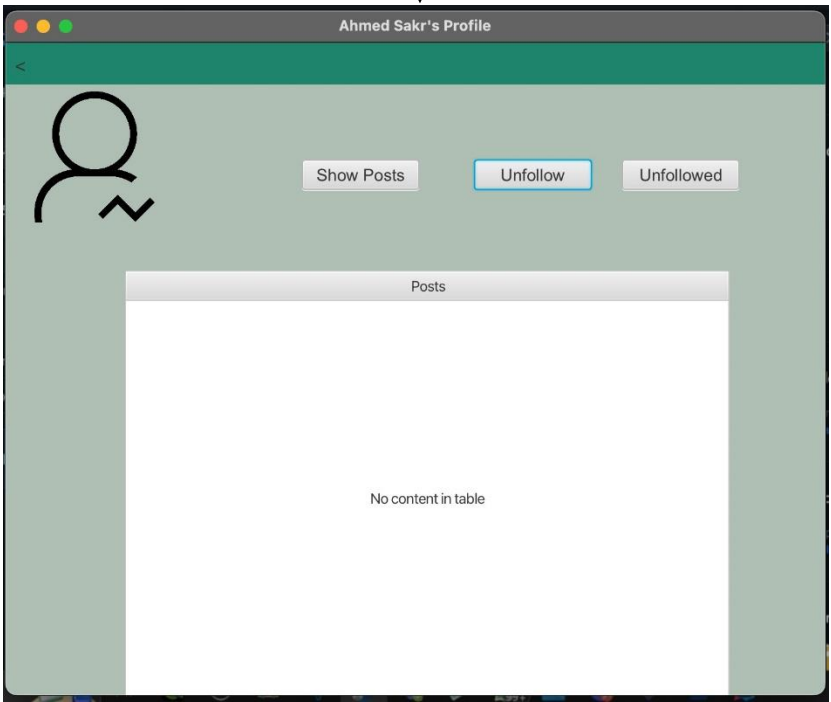 Ahmed Sakr's Profile
<
Show Posts Unfollow Unfollowed
Posts
No content in table